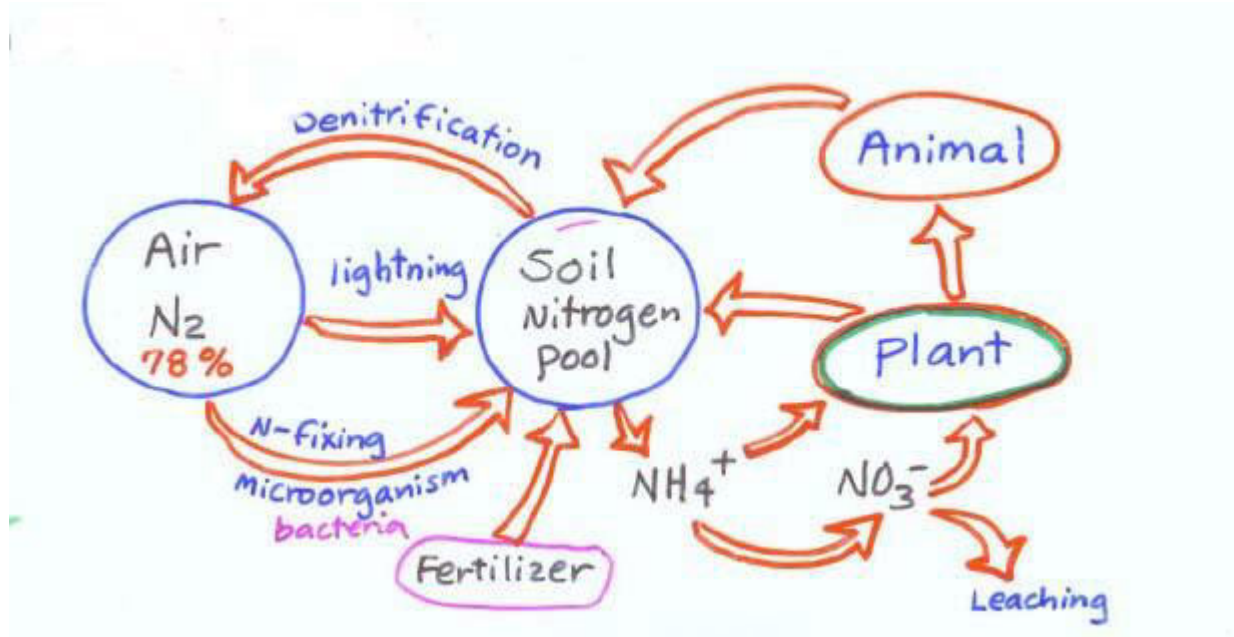 Denitrification
Animal
Air
N₂
78%
lightning
Soil
Nitrogen
Pool
Plant
N-fixing
microorganism
bacteria
Fertilizer
NH₄⁺
NO₃⁻
Leaching